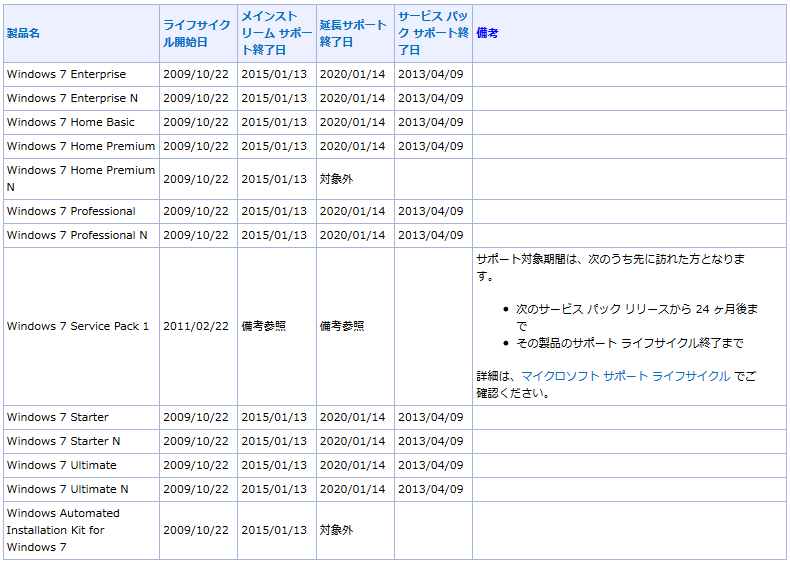 製品名 ライフサイクル開始日 メインストリーム サポート終了日 延長サポート終了日 サービス パック サポート終了日 備考
Windows 7 Enterprise 2009/10/22 2015/01/13 2020/01/14 2013/04/09
Windows 7 Enterprise N 2009/10/22 2015/01/13 2020/01/14 2013/04/09
Windows 7 Home Basic 2009/10/22 2015/01/13 2020/01/14 2013/04/09
Windows 7 Home Premium 2009/10/22 2015/01/13 2020/01/14 2013/04/09
Windows 7 Home Premium N 2009/10/22 2015/01/13 対象外
Windows 7 Professional 2009/10/22 2015/01/13 2020/01/14 2013/04/09
Windows 7 Professional N 2009/10/22 2015/01/13 2020/01/14 2013/04/09
Windows 7 Service Pack 1 2011/02/22 備考参照 備考参照
サポート対象期間は、次のうち先に訪れた方となりま
す。
• 次のサービス パック リリースから 24 ヶ月後ま
で
• その製品のサポート ライフサイクル終了まで
詳細は、マイクロソフト サポート ライフサイクル でご
確認ください。
Windows 7 Starter 2009/10/22 2015/01/13 2020/01/14 2013/04/09
Windows 7 Starter N 2009/10/22 2015/01/13 2020/01/14 2013/04/09
Windows 7 Ultimate 2009/10/22 2015/01/13 2020/01/14 2013/04/09
Windows 7 Ultimate N 2009/10/22 2015/01/13 2020/01/14 2013/04/09
Windows Automated Installation Kit for Windows 7 2009/10/22 2015/01/13 対象外